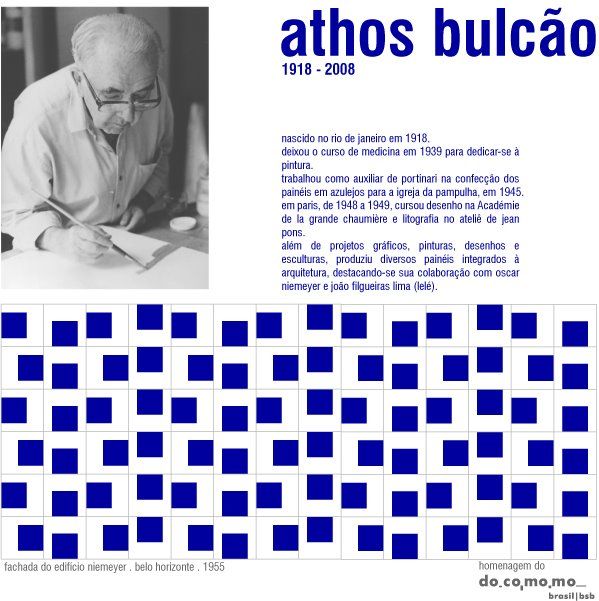 athos bulcão
1918 - 2008
nascido no rio de janeiro em 1918.
deixou o curso de medicina em 1939 para dedicar-se à
pintura.
trabalhou como auxiliar de portinari na confecção dos
painéis em azulejos para a igreja da pampulha, em 1945.
em paris, de 1948 a 1949, cursou desenho na Académie
de la grande chaumière e litografia no ateliê de jean
pons.
além de projetos gráficos, pinturas, desenhos e
esculturas, produziu diversos painéis integrados à
arquitetura, destacando-se sua colaboração com oscar
niemeyer e joão filgueiras lima (lelé).
fachada do edifício niemeyer . belo horizonte . 1955
homenagem do
do_co,mo.mo_
brasil|bsb